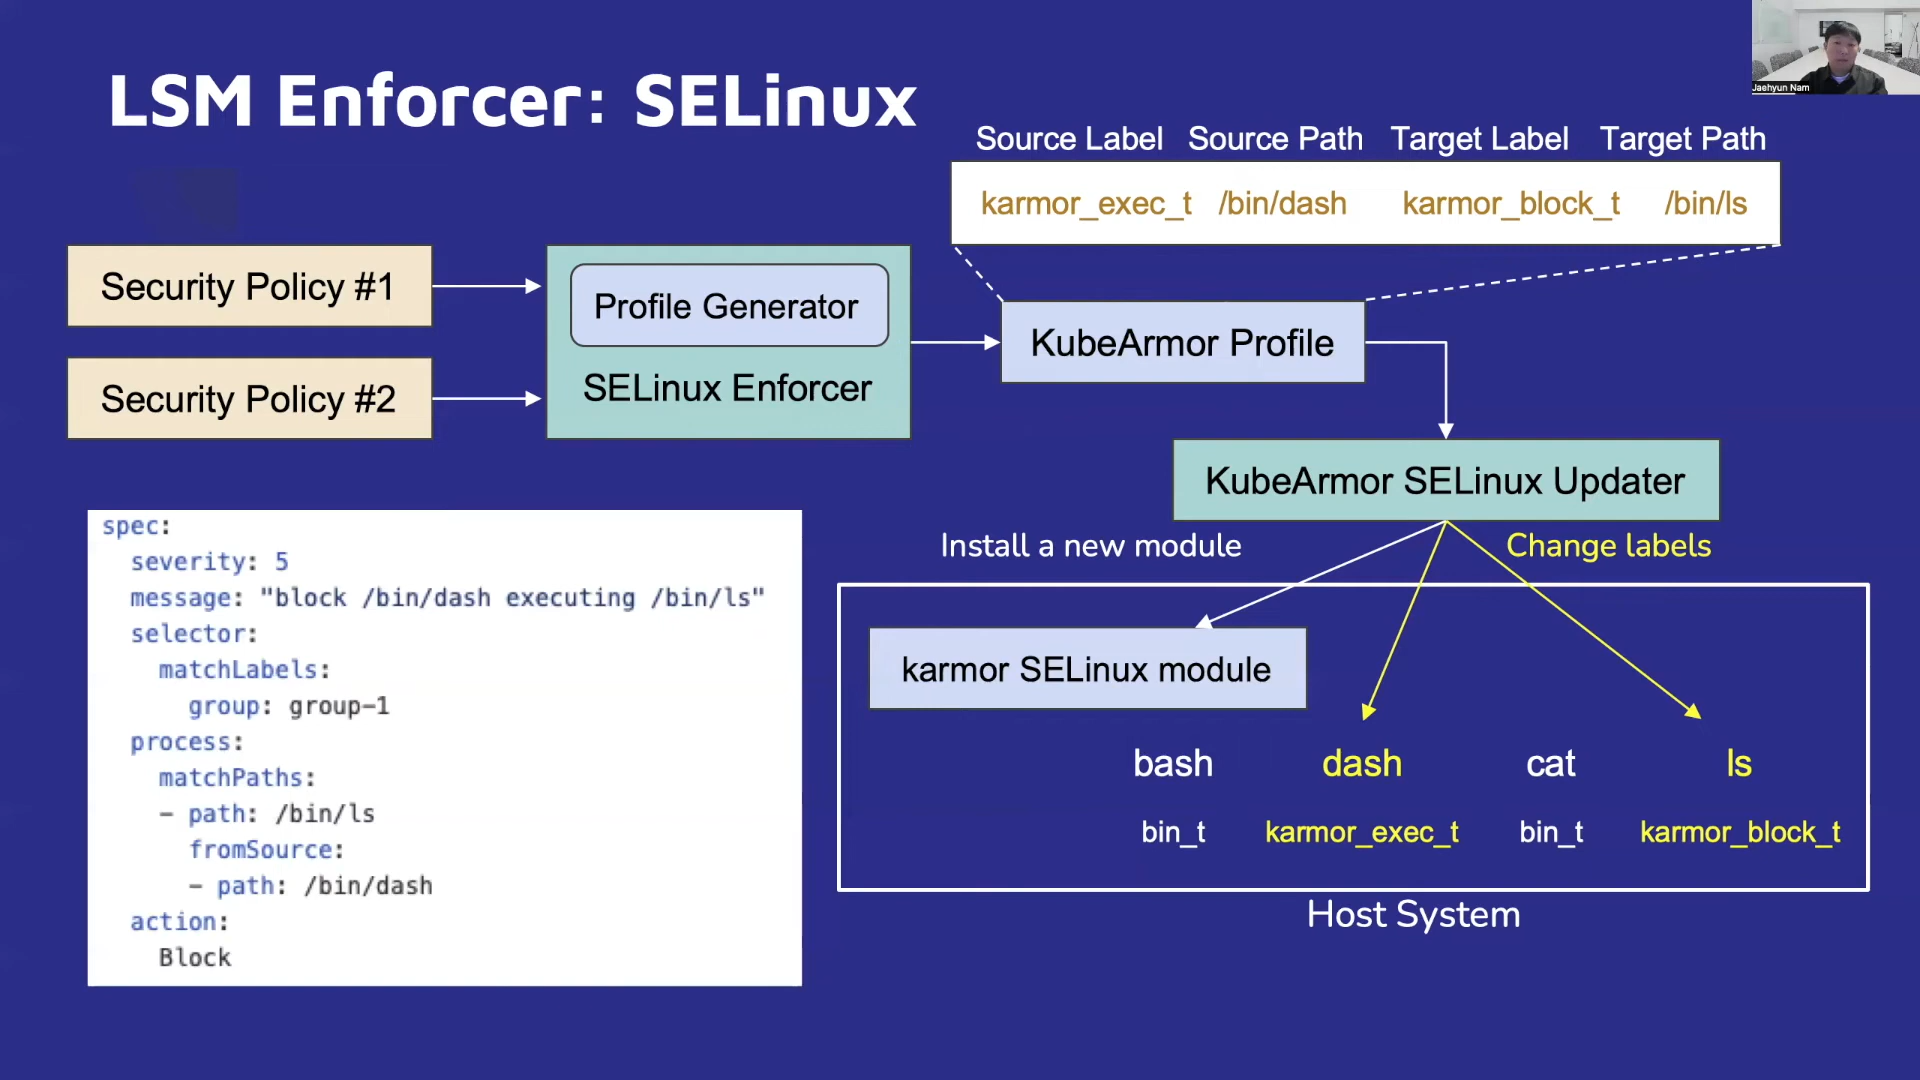 LSM Enforcer: SELinux
Jaehyun Nam
Source Label Source Path Target Label Target Path
karmor_exec_t /bin/dash karmor_block_t /bin/ls
Security Policy #1
Security Policy #2
Profile Generator
SELinux Enforcer
KubeArmor Profile
KubeArmor SELinux Updater
Install a new module
Change labels
karmor SELinux module
bash dash cat ls
bin_t karmor_exec_t bin_t karmor_block_t
Host System
spec:
severity: 5
message: "block /bin/dash executing /bin/ls"
selector:
matchLabels:
group: group-1
process:
matchPaths:
- path: /bin/ls
fromSource:
- path: /bin/dash
action:
Block